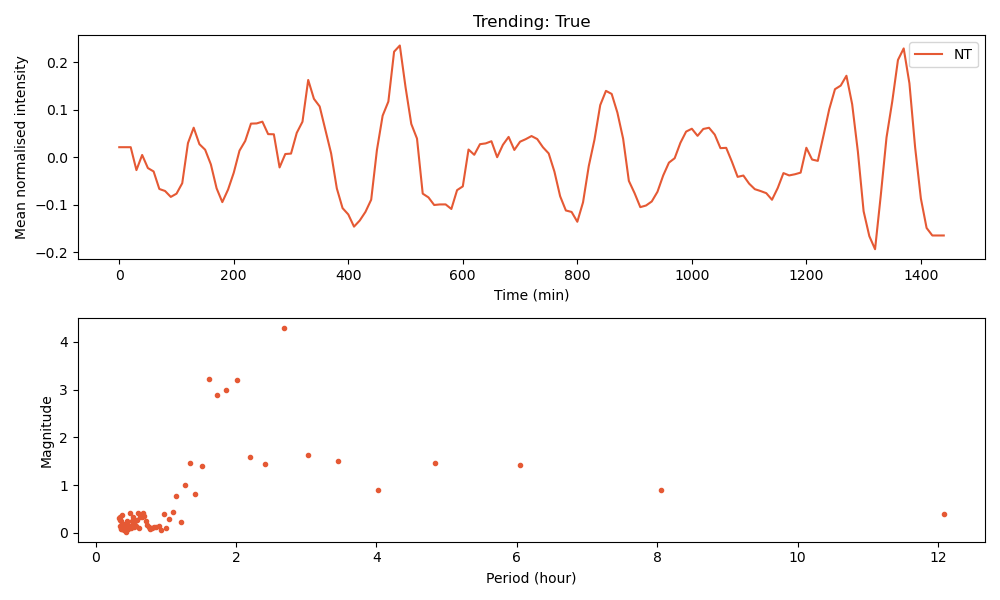 Trending: True
Mean normalised intensity
0.2
0.1
0.0
−0.1
−0.2
NT
0 200 400 600 800 1000 1200 1400
Time (min)
Magnitude
4
3
2
1
0
0 2 4 6 8 10 12
Period (hour)